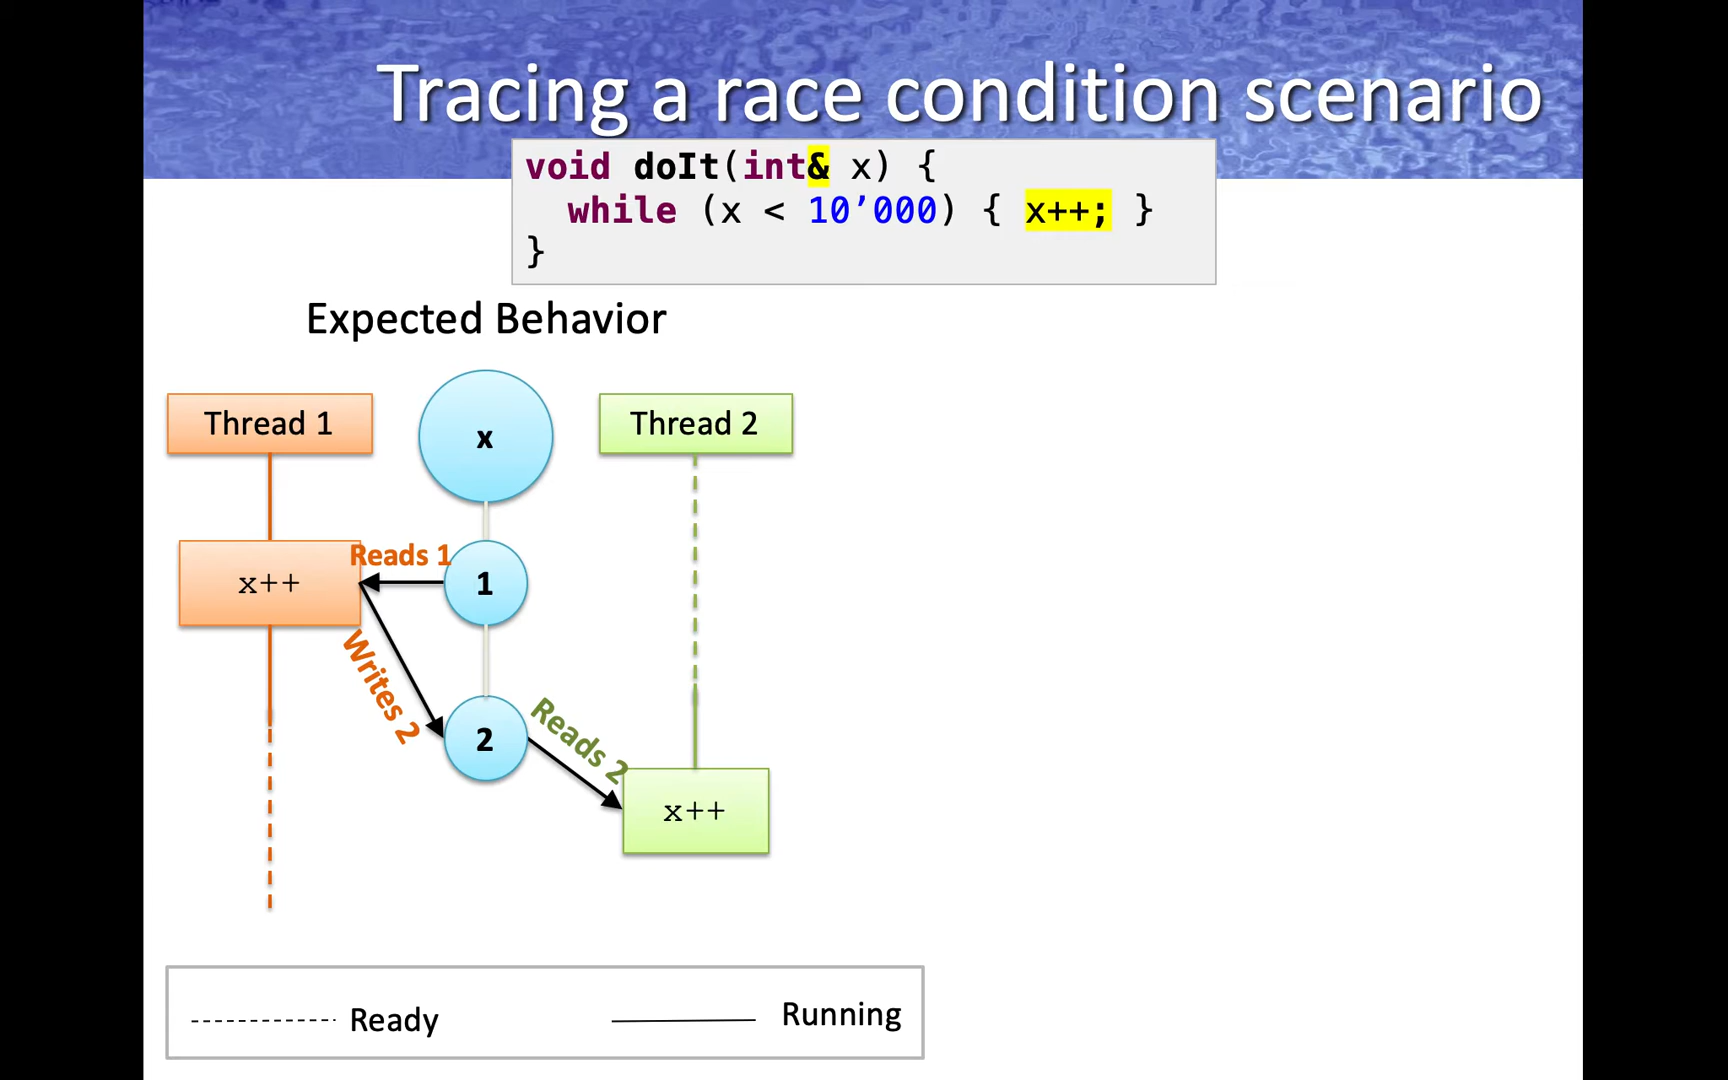 Tracing a race condition scenario
void doIt(int& x) {
while (x < 10’000) { x++; }
}
Expected Behavior
Thread 1
x
Thread 2
Reads 1
x++
1
Writes 2
2
Reads 2
x++
Ready
Running